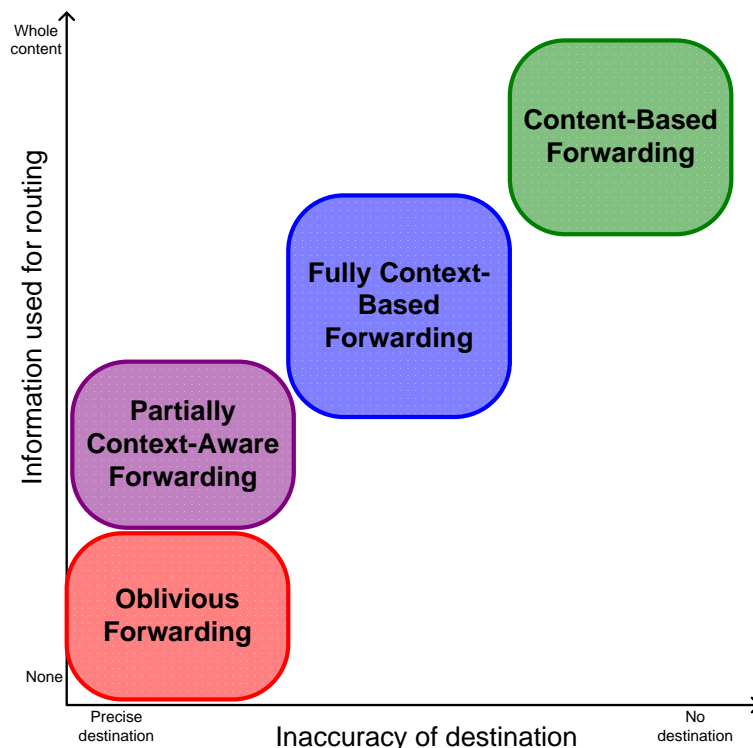 Whole
content
Information used for routing
Content-Based
Forwarding
Fully Context-
Based
Forwarding
Partially
Context-Aware
Forwarding
Oblivious
Forwarding
None
Precise
destination
Inaccuracy of destination
No
destination